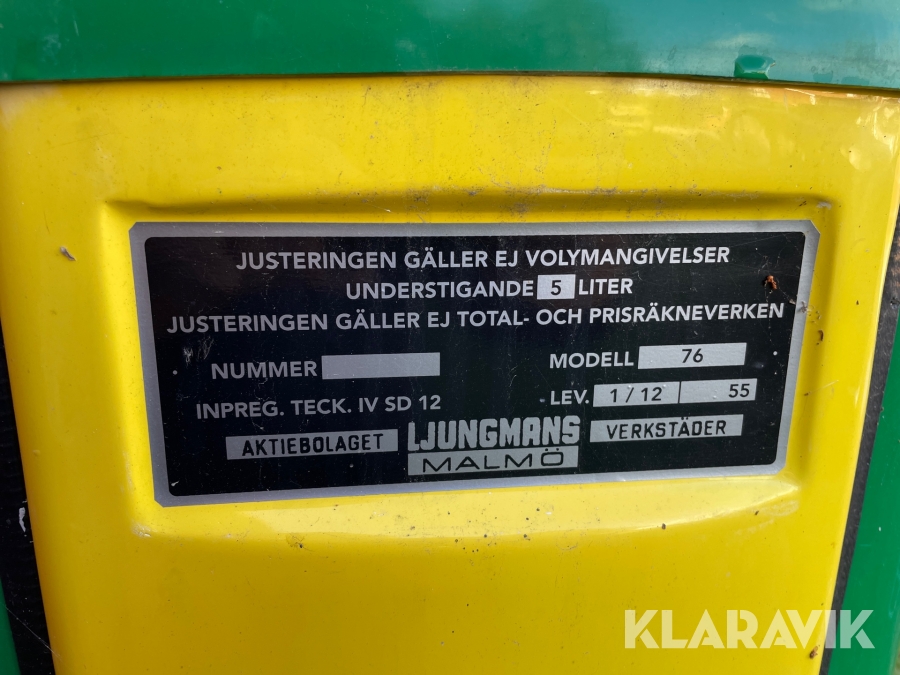 JUSTERINGEN GÄLLER EJ VOLYMANGIVELSER
UNDERSTIGANDE 5 LITER
JUSTERINGEN GÄLLER EJ TOTAL- OCH PRISRÄKNEVERKEN
NUMMER MODELL 76
INPREG. TECK. IV SD 12 LEV. 1 / 12 55
AKTIEBOLAGET LJUNGMANS VERKSTÄDER
MALMÖ
KLARAVIK